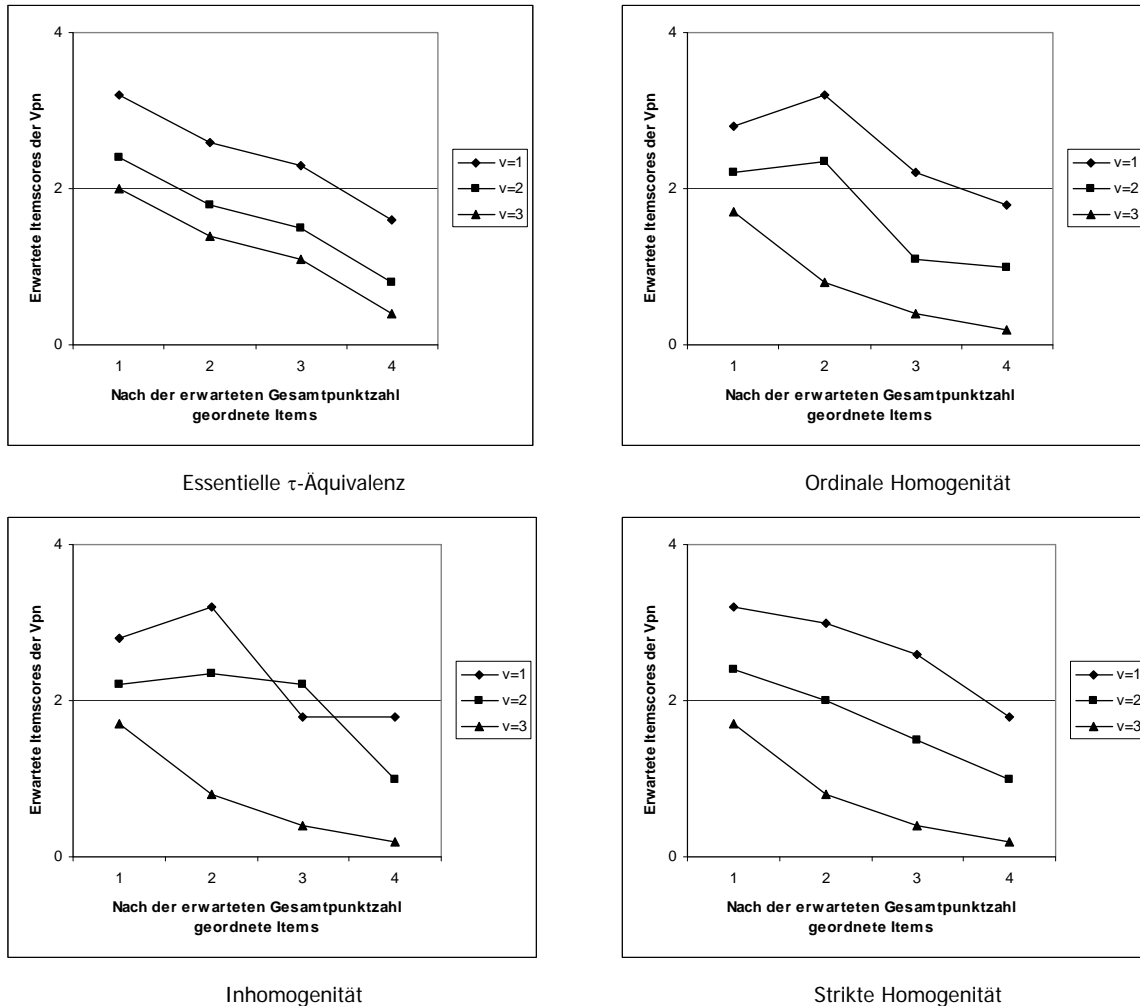 Erwartete Itemscores der Vpn
4
2
0
1 2 3 4
Nach der erwarteten Gesamtpunktzahl
geordnete Items
v=1
v=2
v=3
Essentielle τ-Äquivalenz
Erwartete Itemscores der Vpn
4
2
0
1 2 3 4
Nach der erwarteten Gesamtpunktzahl
geordnete Items
v=1
v=2
v=3
Ordinale Homogenität
Erwartete Itemscores der Vpn
4
2
0
1 2 3 4
Nach der erwarteten Gesamtpunktzahl
geordnete Items
v=1
v=2
v=3
Inhomogenität
Erwartete Itemscores der Vpn
4
2
0
1 2 3 4
Nach der erwarteten Gesamtpunktzahl
geordnete Items
v=1
v=2
v=3
Strikte Homogenität